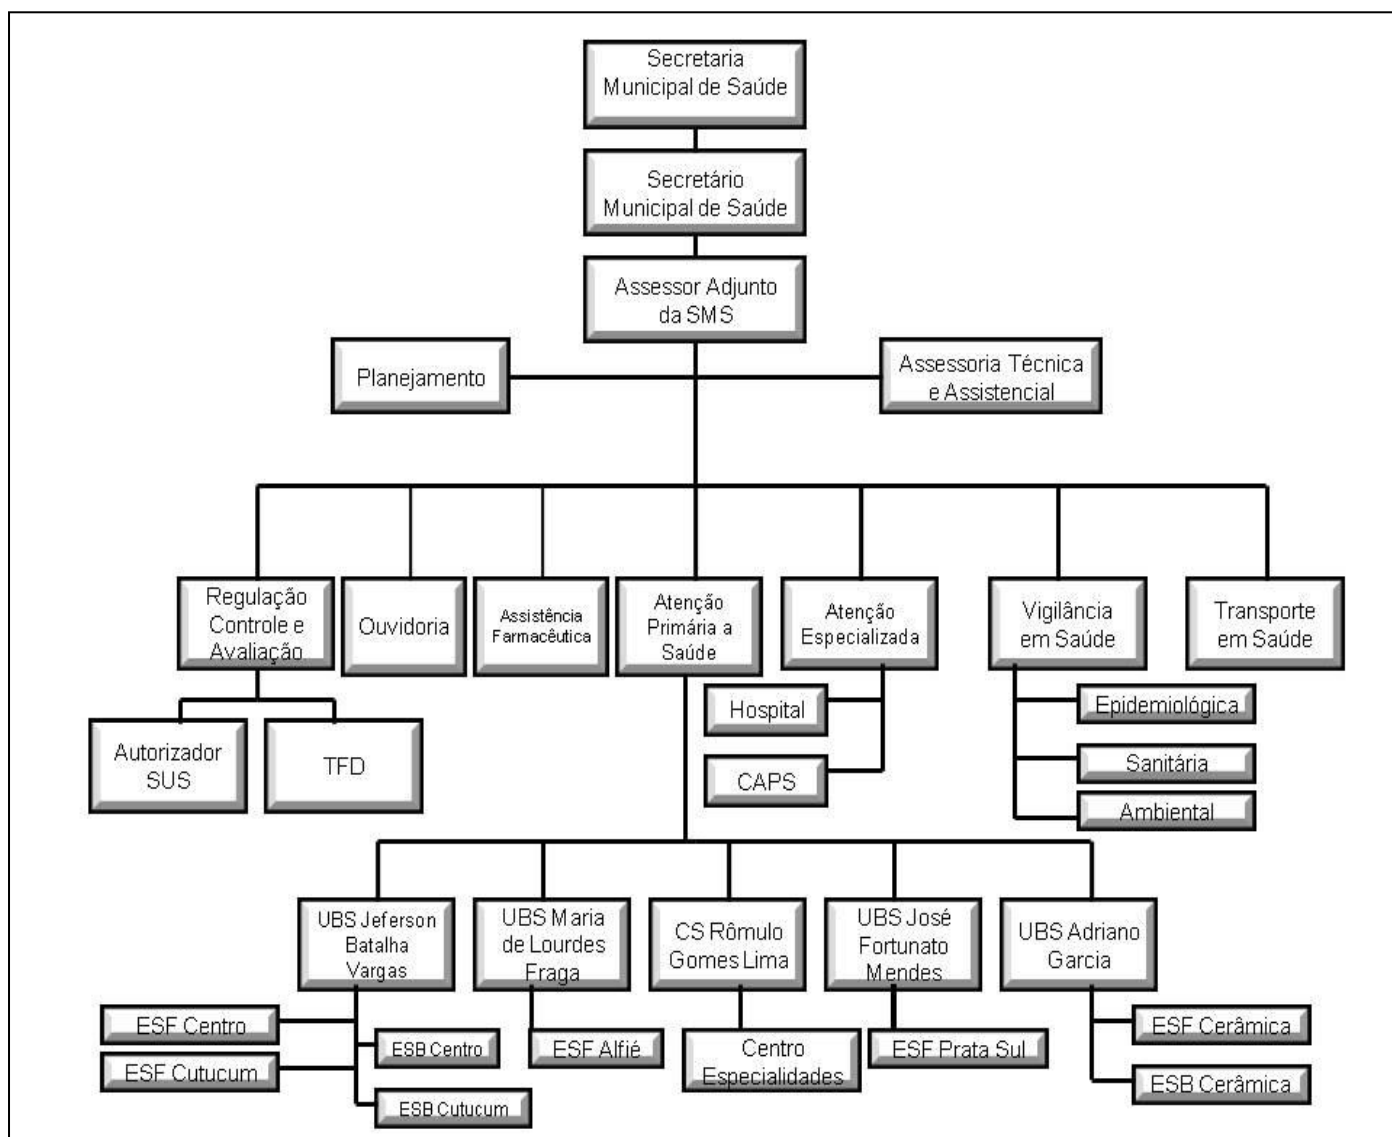 Secretaria
Municipal de Saúde
Secretário
Municipal de Saúde
Assessor Adjunto
da SMS
Planejamento
Assessoria Técnica
e Assistencial
Regulação
Controle e
Avaliação
Ouvidoria
Assistência
Farmacêutica
Atenção
Primária a
Saúde
Atenção
Especializada
Vigilância
em Saúde
Transporte
em Saúde
Autorizador
SUS
TFD
Hospital
CAPS
Epidemiológica
Sanitária
Ambiental
UBS Jeferson
Batalha
Vargas
UBS Maria
de Lourdes
Fraga
CS Rômulo
Gomes Lima
UBS José
Fortunato
Mendes
UBS Adriano
Garcia
ESF Centro
ESF Cutucum
ESB Centro
ESB Cutucum
ESF Alfié
Centro
Especialidades
ESF Prata Sul
ESF Cerâmica
ESB Cerâmica